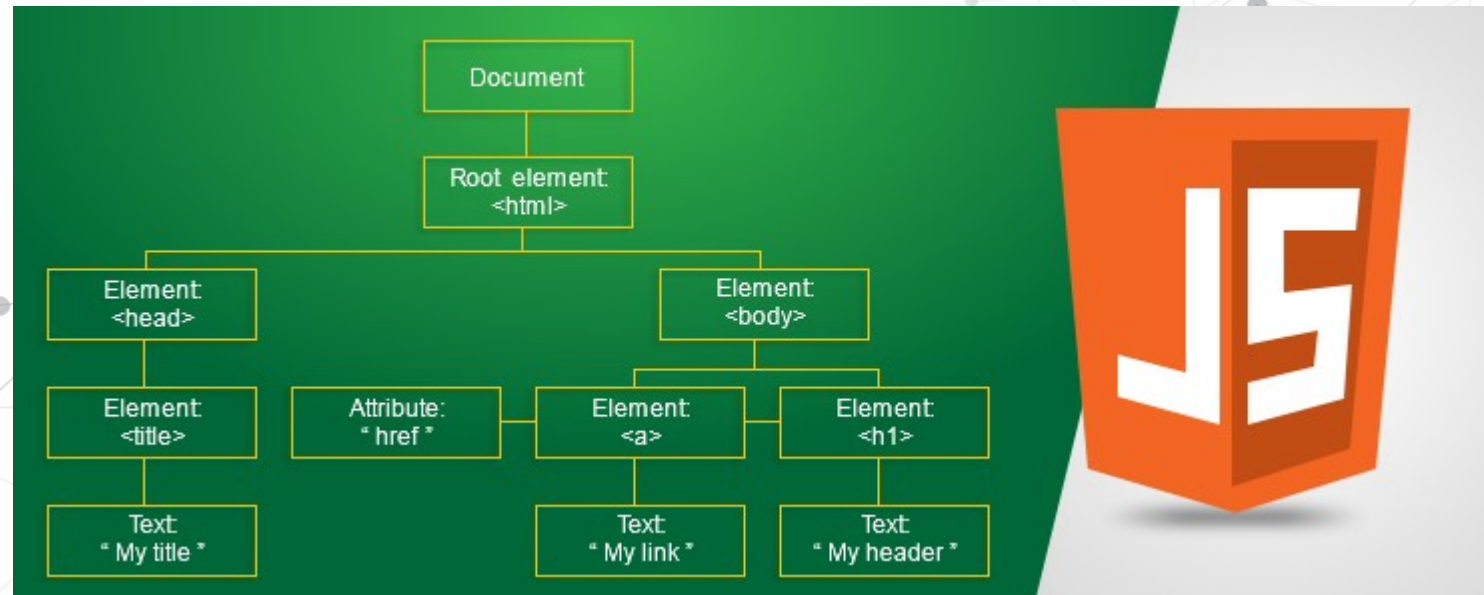 Document
Root element:
<html>
Element:
<head>
Element:
<body>
Element:
<title>
Attribute:
“ href ”
Element:
<a>
Element:
<h1>
Text:
“ My title ”
Text:
“ My link ”
Text:
“ My header ”
JS